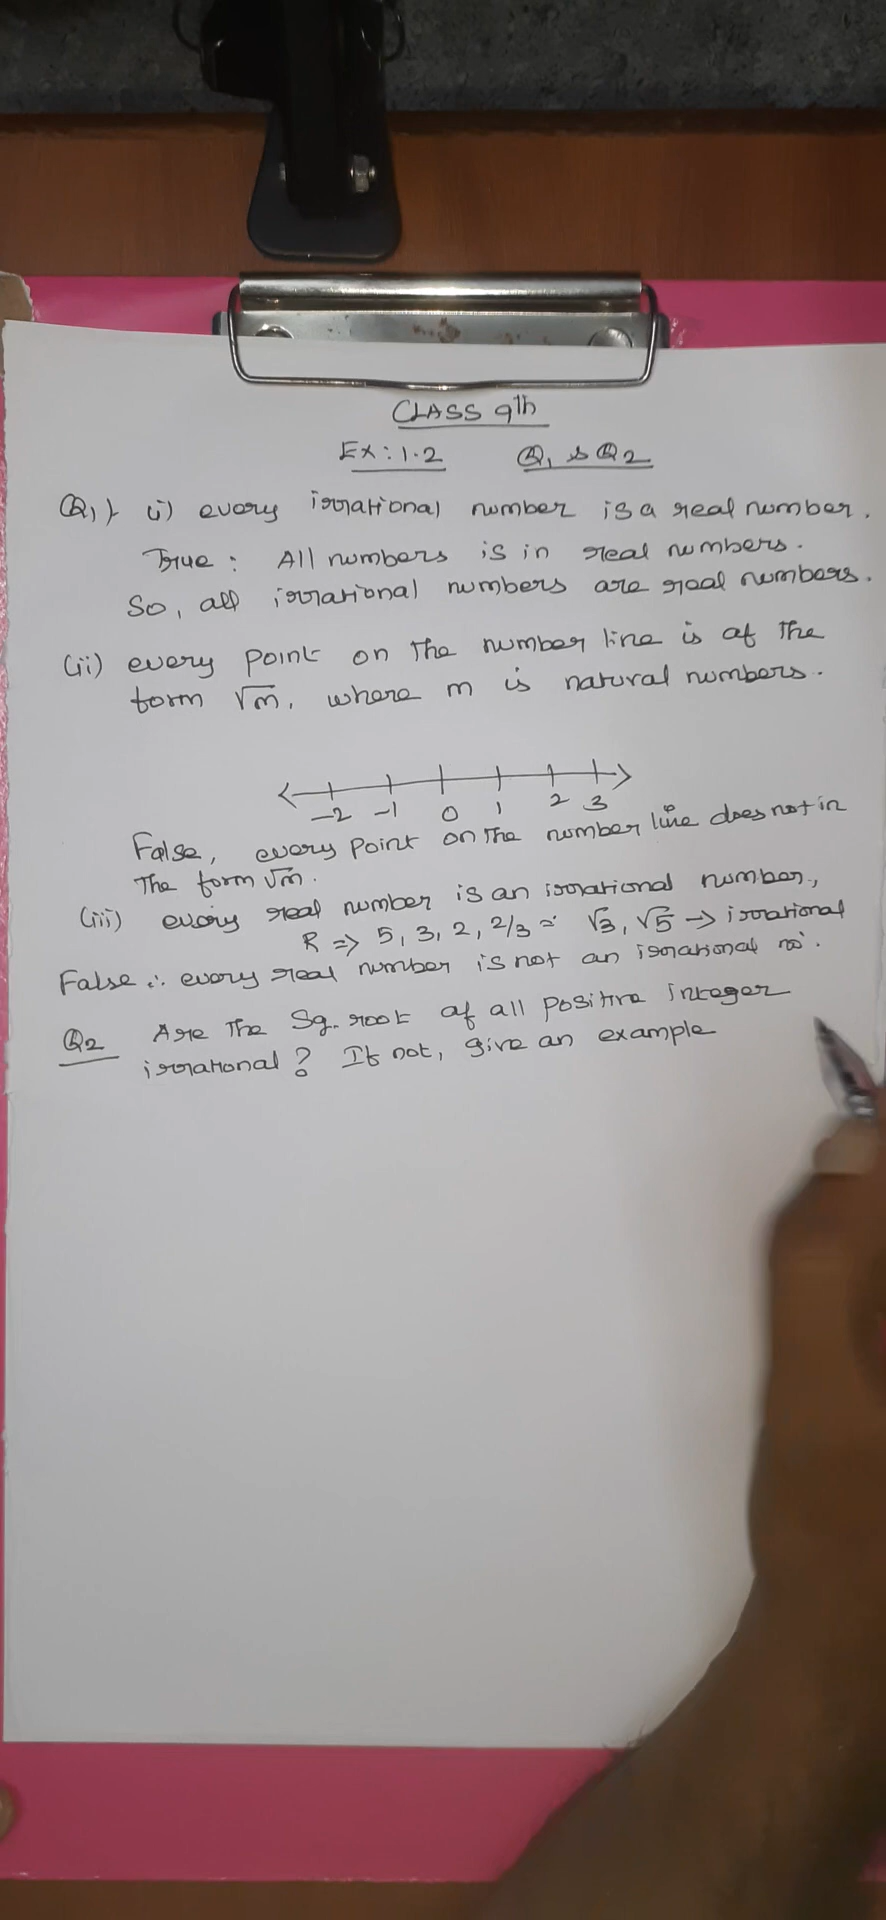 CLASS 9th
Ex: 1.2 Q1 & Q2
Q1) (i) every irrational number is a real number.
True: All numbers is in real numbers.
So, all irrational numbers are real numbers.
(ii) every point on the number line is of the
form √m, where m is natural numbers.
-2 -1 0 1 2 3
False, every point on the number line does not in
the form √m.
(iii) every real number is an irrational number,
R => 5, 3, 2, 2/3 = √3, √5 → irrational
False ∴ every real number is not an irrational no.
Q2 Are the Sq. root of all positive integer
irrational? If not, give an example